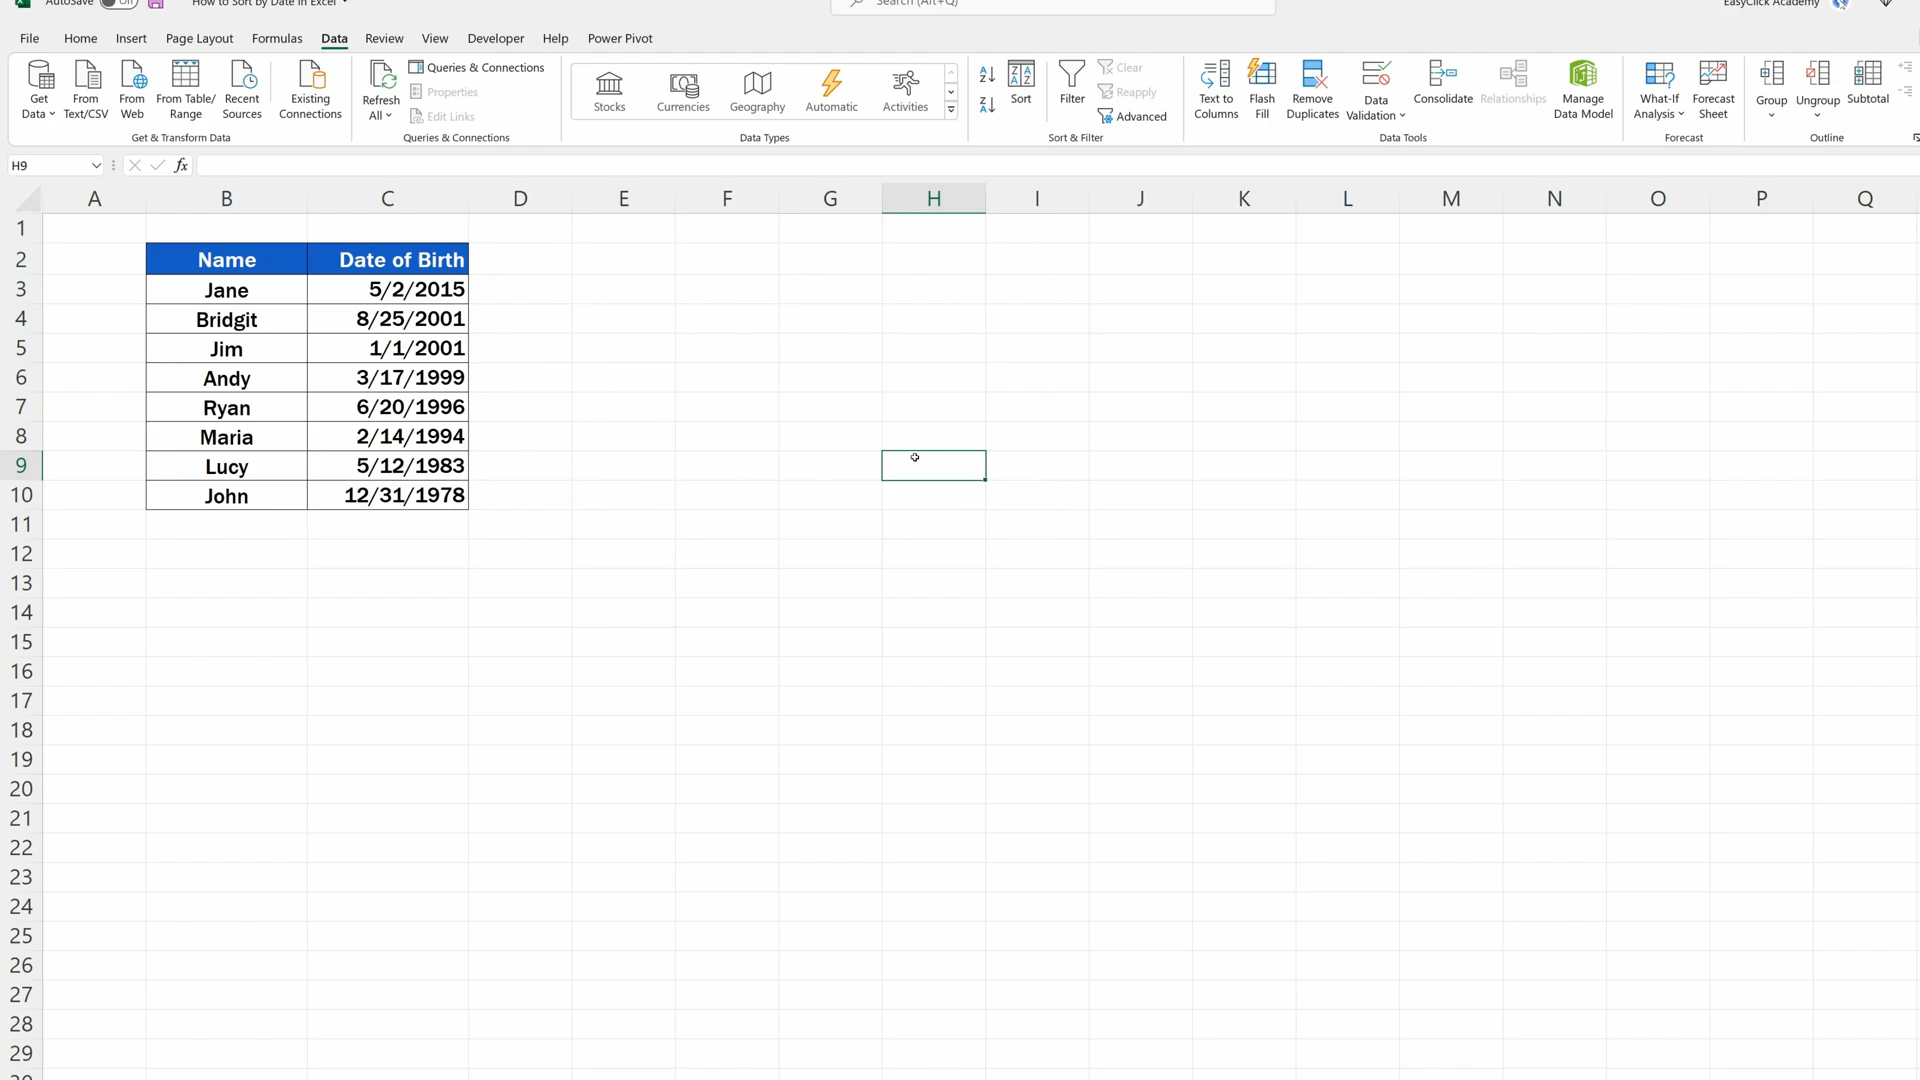 AutoSave Off How to Sort by Date in Excel Search (Alt+Q) EasyClick Academy
File Home Insert Page Layout Formulas Data Review View Developer Help Power Pivot
Get Data
From Text/CSV
From Web
From Table/ Range
Recent Sources
Existing Connections
Get & Transform Data
Refresh All
Queries & Connections
Properties
Edit Links
Queries & Connections
Stocks
Currencies
Geography
Automatic
Activities
Data Types
Sort
Filter
Clear
Reapply
Advanced
Sort & Filter
Text to Columns
Flash Fill
Remove Duplicates
Data Validation
Consolidate
Relationships
Manage Data Model
Data Tools
What-If Analysis
Forecast Sheet
Forecast
Group
Ungroup
Subtotal
Outline
H9 fx
A B C D E F G H I J K L M N O P Q
1
2 Name Date of Birth
3 Jane 5/2/2015
4 Bridgit 8/25/2001
5 Jim 1/1/2001
6 Andy 3/17/1999
7 Ryan 6/20/1996
8 Maria 2/14/1994
9 Lucy 5/12/1983
10 John 12/31/1978
11
12
13
14
15
16
17
18
19
20
21
22
23
24
25
26
27
28
29